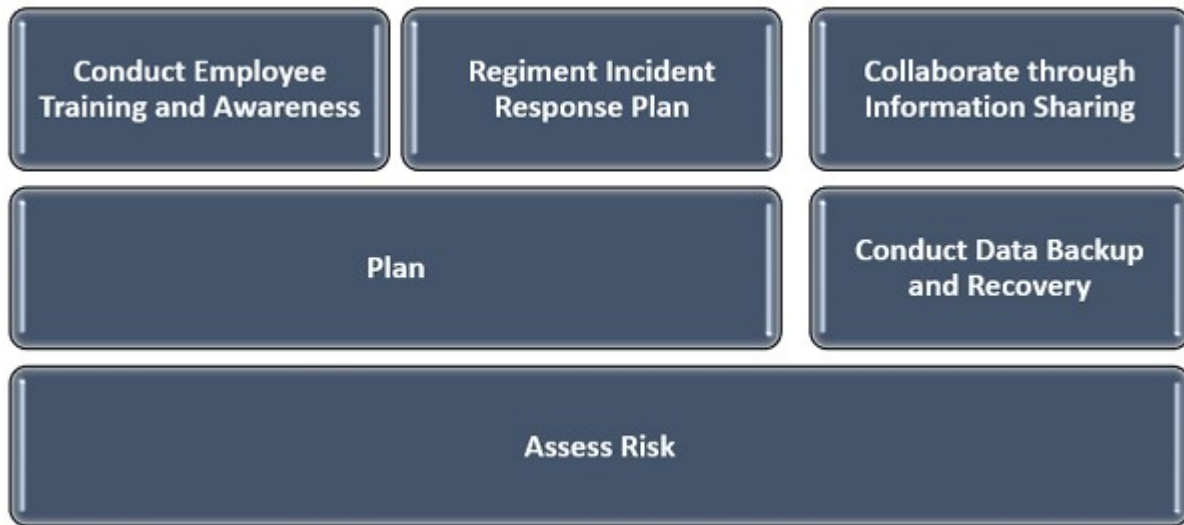 Conduct Employee
Training and Awareness
Regiment Incident
Response Plan
Collaborate through
Information Sharing
Plan
Conduct Data Backup
and Recovery
Assess Risk